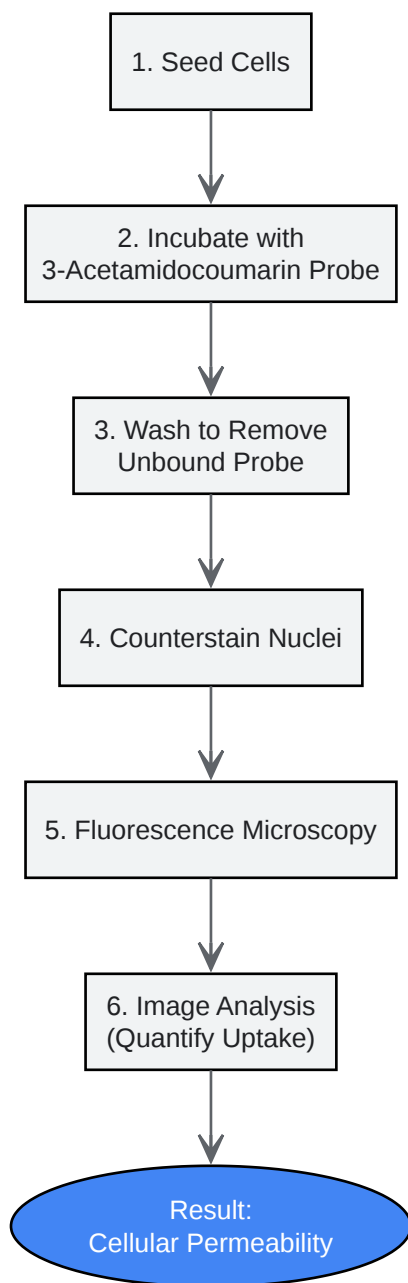 1. Seed Cells
2. Incubate with
3-Acetamidocoumarin Probe
3. Wash to Remove
Unbound Probe
4. Counterstain Nuclei
5. Fluorescence Microscopy
6. Image Analysis
(Quantify Uptake)
Result:
Cellular Permeability